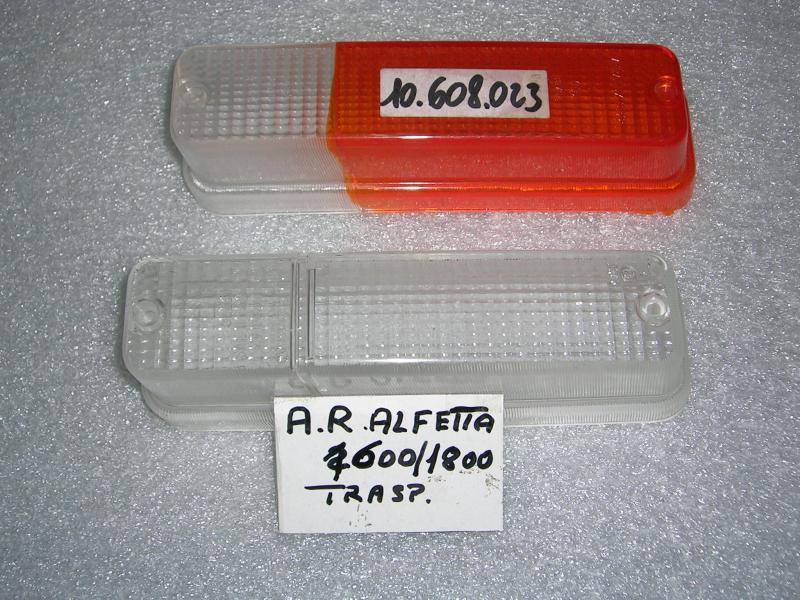 10.608.023
A.R. ALFETTA
1600/1800
TRASP.